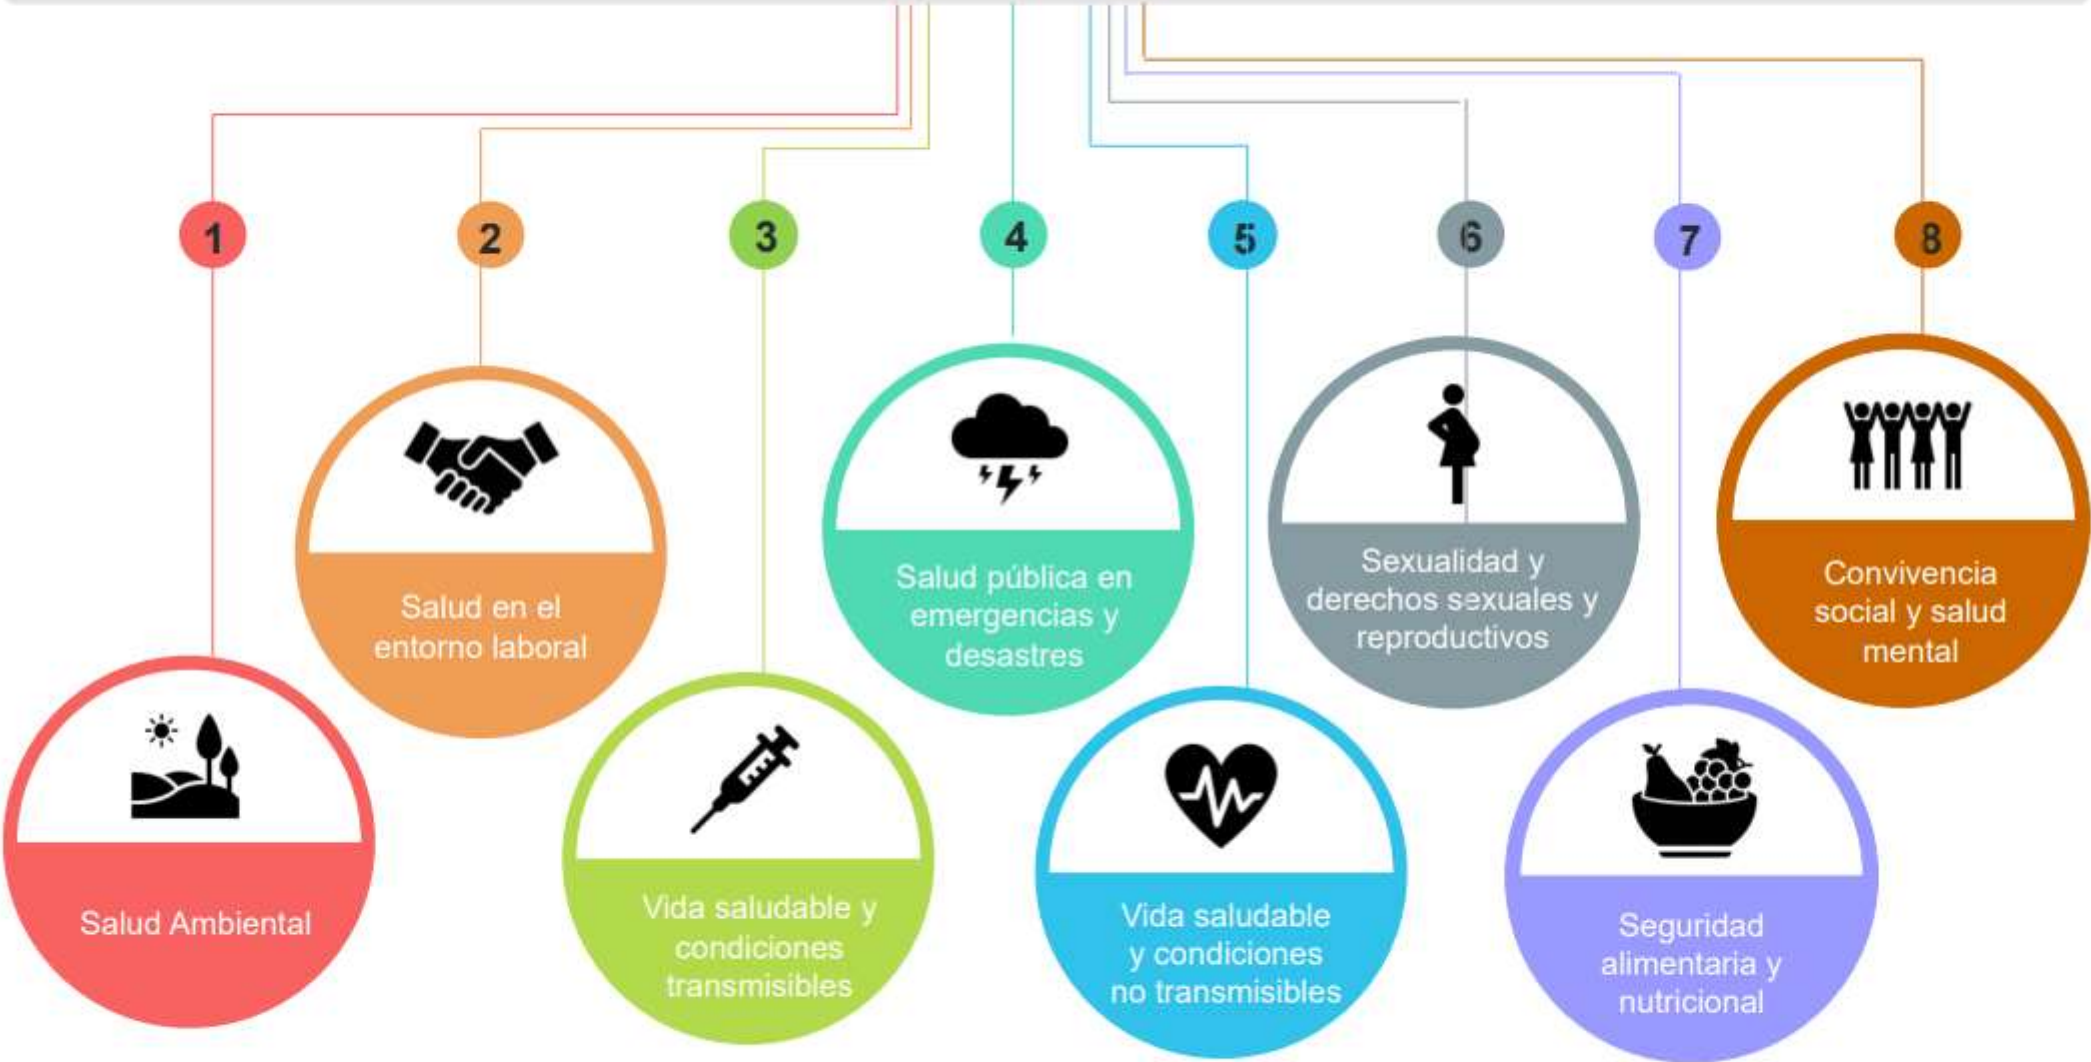 1
2
3
4
5
6
7
8
Salud Ambiental
Salud en el
entorno laboral
Vida saludable y
condiciones
transmisibles
Salud pública en
emergencias y
desastres
Vida saludable
y condiciones
no transmisibles
Sexualidad y
derechos sexuales y
reproductivos
Seguridad
alimentaria y
nutricional
Convivencia
social y salud
mental